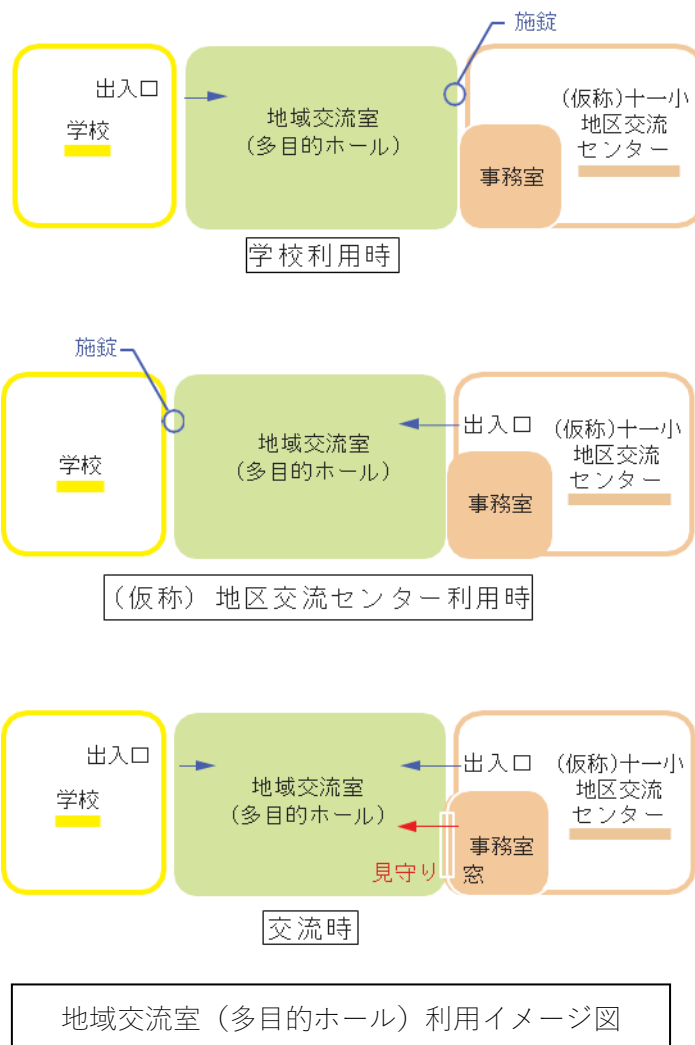 施錠
出入口
学校
地域交流室
(多目的ホール)
(仮称)十一小
地区交流
センター
事務室
学校利用時
施錠
学校
地域交流室
(多目的ホール)
出入口
(仮称)十一小
地区交流
センター
事務室
(仮称) 地区交流センター利用時
出入口
学校
地域交流室
(多目的ホール)
出入口
(仮称)十一小
地区交流
センター
事務室
見守り
窓
交流時
地域交流室（多目的ホール）利用イメージ図